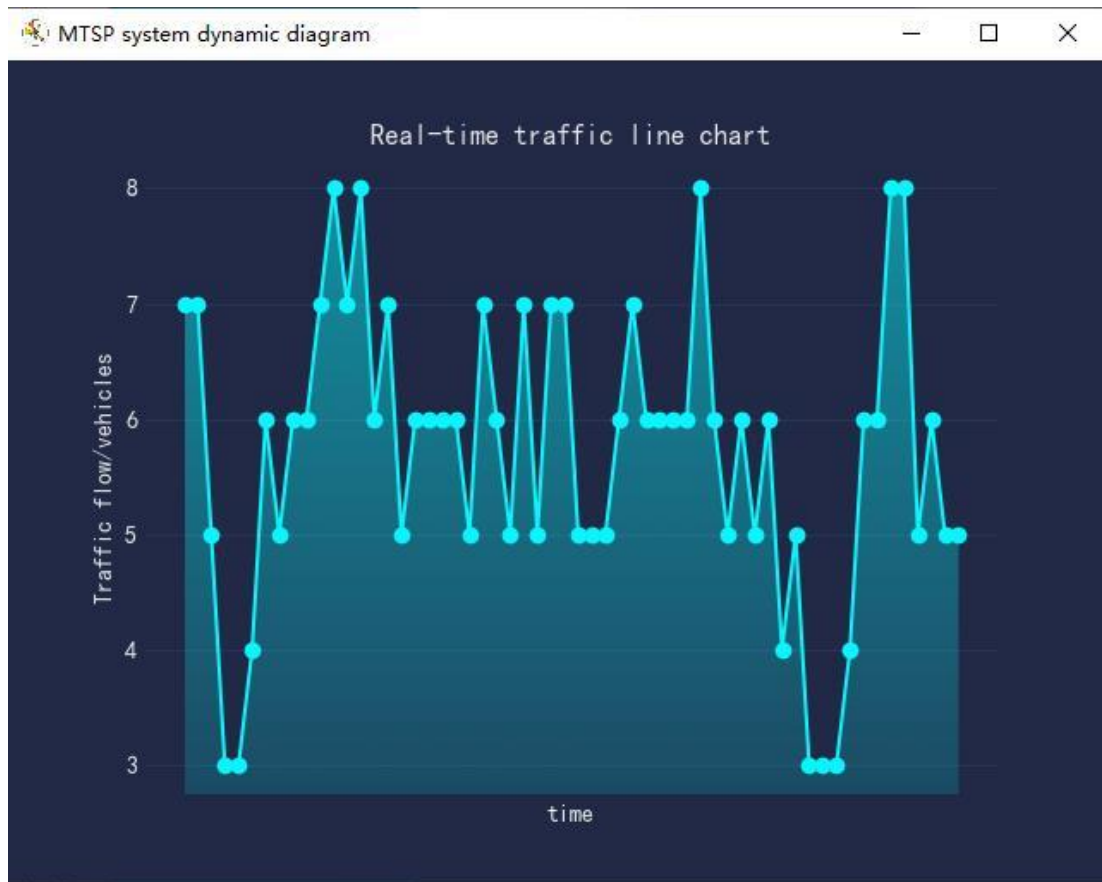 MTSP system dynamic diagram
Real-time traffic line chart
8
7
6
5
4
3
Traffic flow/vehicles
time